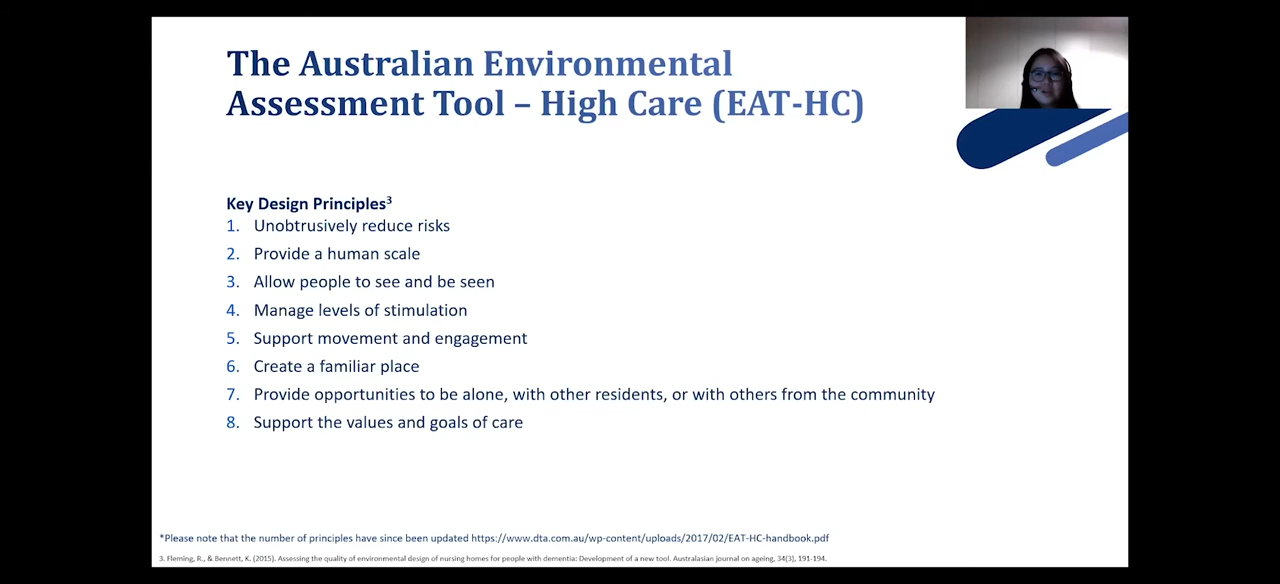 The Australian Environmental
Assessment Tool – High Care (EAT-HC)
Key Design Principles³
1. Unobtrusively reduce risks
2. Provide a human scale
3. Allow people to see and be seen
4. Manage levels of stimulation
5. Support movement and engagement
6. Create a familiar place
7. Provide opportunities to be alone, with other residents, or with others from the community
8. Support the values and goals of care
*Please note that the number of principles have since been updated https://www.dta.com.au/wp-content/uploads/2017/02/EAT-HC-handbook.pdf
3. Fleming, R., & Bennett, K. (2015). Assessing the quality of environmental design of nursing homes for people with dementia: Development of a new tool. Australasian journal on ageing, 34(3), 191-194.